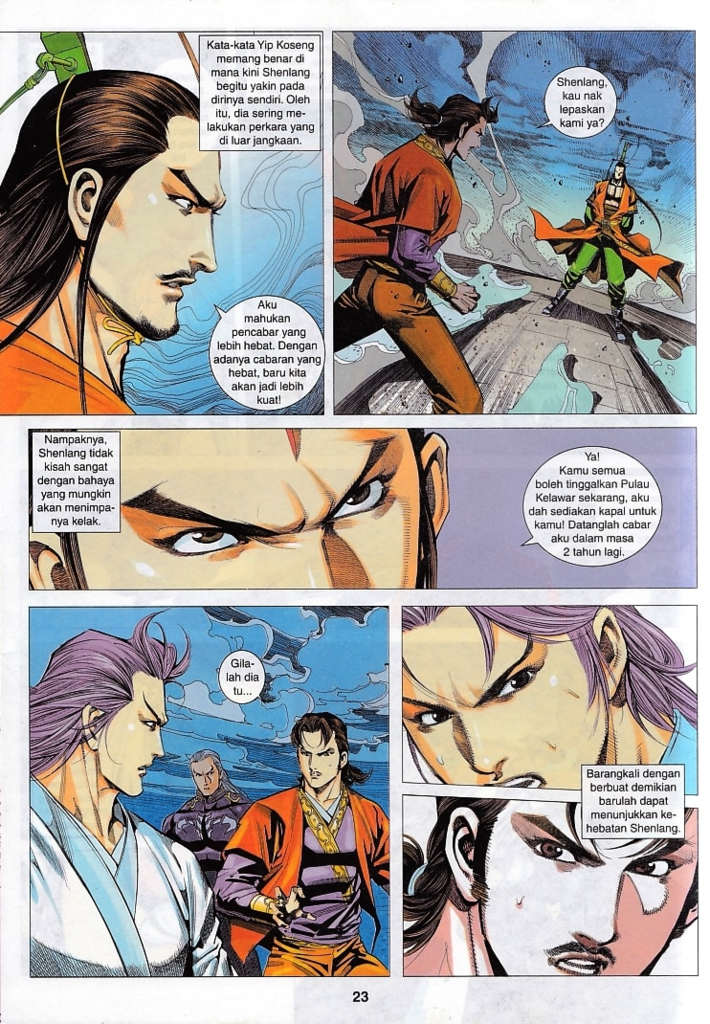 Kata-kata Yip Koseng
memang benar di
mana kini Shenlang
begitu yakin pada
dirinya sendiri. Oleh
itu, dia sering me-
lakukan perkara yang
di luar jangkaan.
Aku
mahukan
pencabar yang
lebih hebat. Dengan
adanya cabaran yang
hebat, baru kita
akan jadi lebih
kuat!
Shenlang,
kau nak
lepaskan
kami ya?
Nampaknya,
Shenlang tidak
kisah sangat
dengan bahaya
yang mungkin
akan menimpa-
nya kelak.
Ya!
Kamu semua
boleh tinggalkan Pulau
Kelawar sekarang, aku
dah sediakan kapal untuk
kamu! Datanglah cabar
aku dalam masa
2 tahun lagi.
Gila-
lah dia
tu...
Barangkali dengan
berbuat demikian
barulah dapat
menunjukkan ke-
hebatan Shenlang.
23